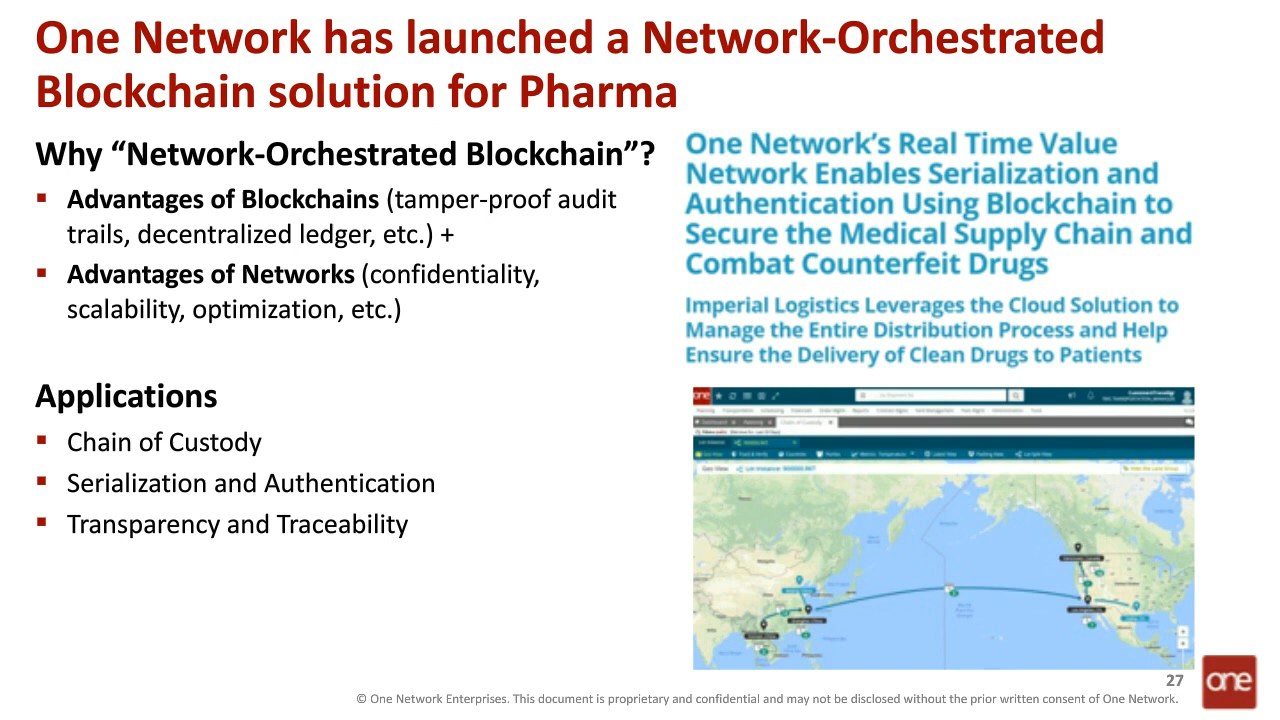 One Network has launched a Network-Orchestrated
Blockchain solution for Pharma
Why “Network-Orchestrated Blockchain”?
▪ Advantages of Blockchains (tamper-proof audit
trails, decentralized ledger, etc.) +
▪ Advantages of Networks (confidentiality,
scalability, optimization, etc.)
Applications
▪ Chain of Custody
▪ Serialization and Authentication
▪ Transparency and Traceability
One Network’s Real Time Value
Network Enables Serialization and
Authentication Using Blockchain to
Secure the Medical Supply Chain and
Combat Counterfeit Drugs
Imperial Logistics Leverages the Cloud Solution to
Manage the Entire Distribution Process and Help
Ensure the Delivery of Clean Drugs to Patients
one
Chain of Custody
Geo View
27
© One Network Enterprises. This document is proprietary and confidential and may not be disclosed without the prior written consent of One Network.
one